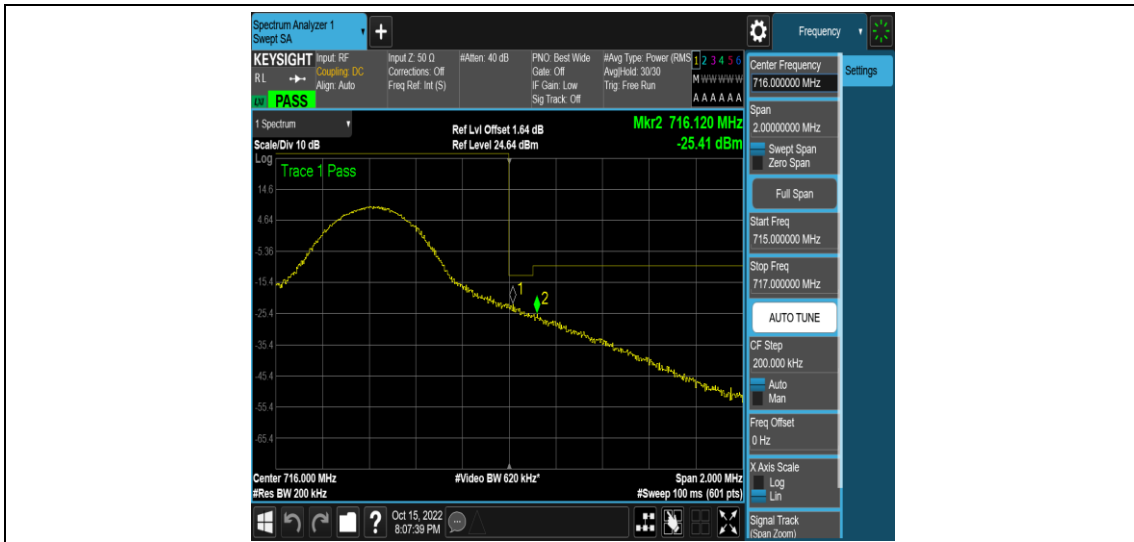 Spectrum Analyzer 1
Swept SA
+
Frequency
KEYSIGHT
RL
Input: RF
Coupling: DC
Align: Auto
Input Z: 50 Ω
Corrections: Off
Freq Ref: Int (S)
#Atten: 40 dB
PNO: Best Wide
Gate: Off
IF Gain: Low
Sig Track: Off
#Avg Type: Power (RMS
Avg|Hold: 30/30
Trig: Free Run
1 2 3 4 5 6
M W W W W W
A A A A A A
LXI PASS
1 Spectrum
Scale/Div 10 dB
Ref Lvl Offset 1.64 dB
Ref Level 24.64 dBm
Mkr2 716.120 MHz
-25.41 dBm
Log
Trace 1 Pass
14.6
4.64
-5.36
-15.4
-25.4
-35.4
-45.4
-55.4
-65.4
1
2
Center 716.000 MHz
#Res BW 200 kHz
#Video BW 620 kHz*
Span 2.000 MHz
#Sweep 100 ms (601 pts)
?
Oct 15, 2022
8:07:39 PM
Center Frequency
716.000000 MHz
Settings
Span
2.00000000 MHz
Swept Span
Zero Span
Full Span
Start Freq
715.000000 MHz
Stop Freq
717.000000 MHz
AUTO TUNE
CF Step
200.000 kHz
Auto
Man
Freq Offset
0 Hz
X Axis Scale
Log
Lin
Signal Track
(Span Zoom)